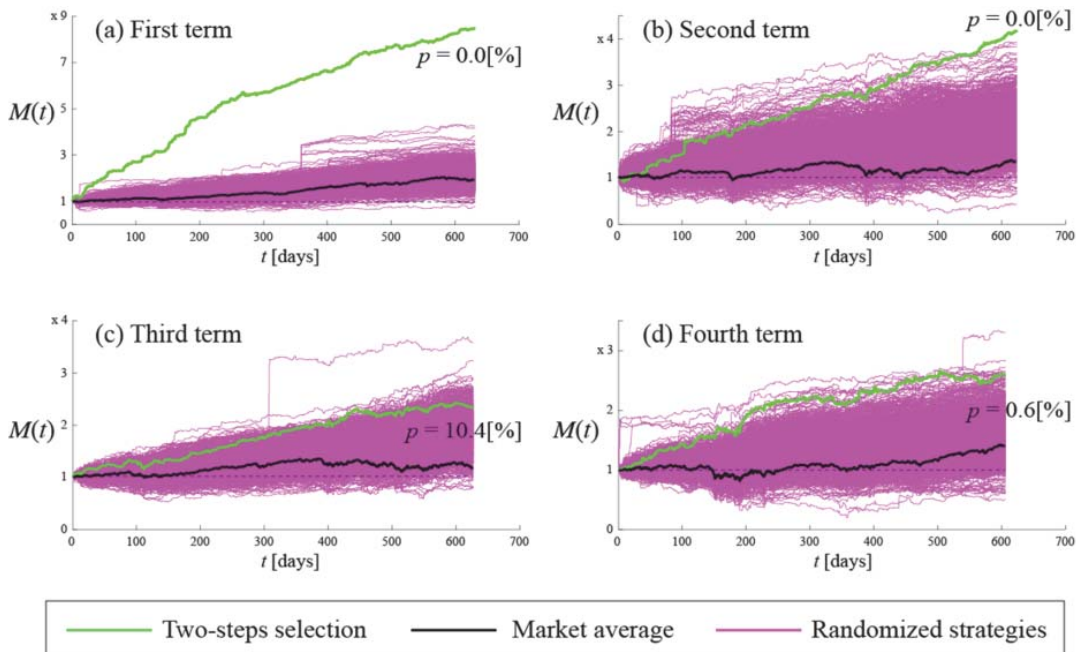 x 9
(a) First term
7
p = 0.0[%]
5
M(t)
3
1
0
0 100 200 300 400 500 600 700
t [days]
x 4
(b) Second term
p = 0.0[%]
3
M(t)
2
1
0
0 100 200 300 400 500 600 700
t [days]
x 4
(c) Third term
3
M(t)
2
p = 10.4[%]
1
0
0 100 200 300 400 500 600 700
t [days]
x 3
(d) Fourth term
2
p = 0.6[%]
M(t)
1
0
0 100 200 300 400 500 600 700
t [days]
Two-steps selection Market average Randomized strategies